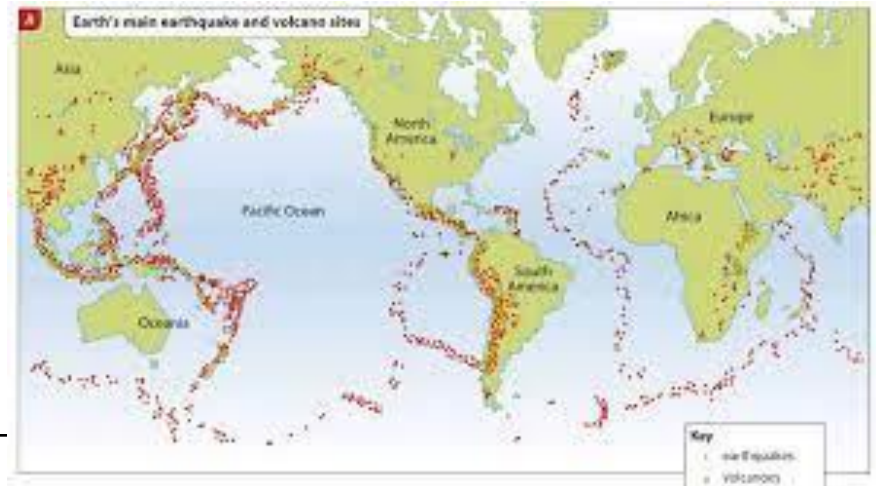 A
Earth's main earthquake and volcano sites
Asia
North
America
Europe
Pacific Ocean
Africa
South
America
Oceania
Key
earthquakes
volcanoes